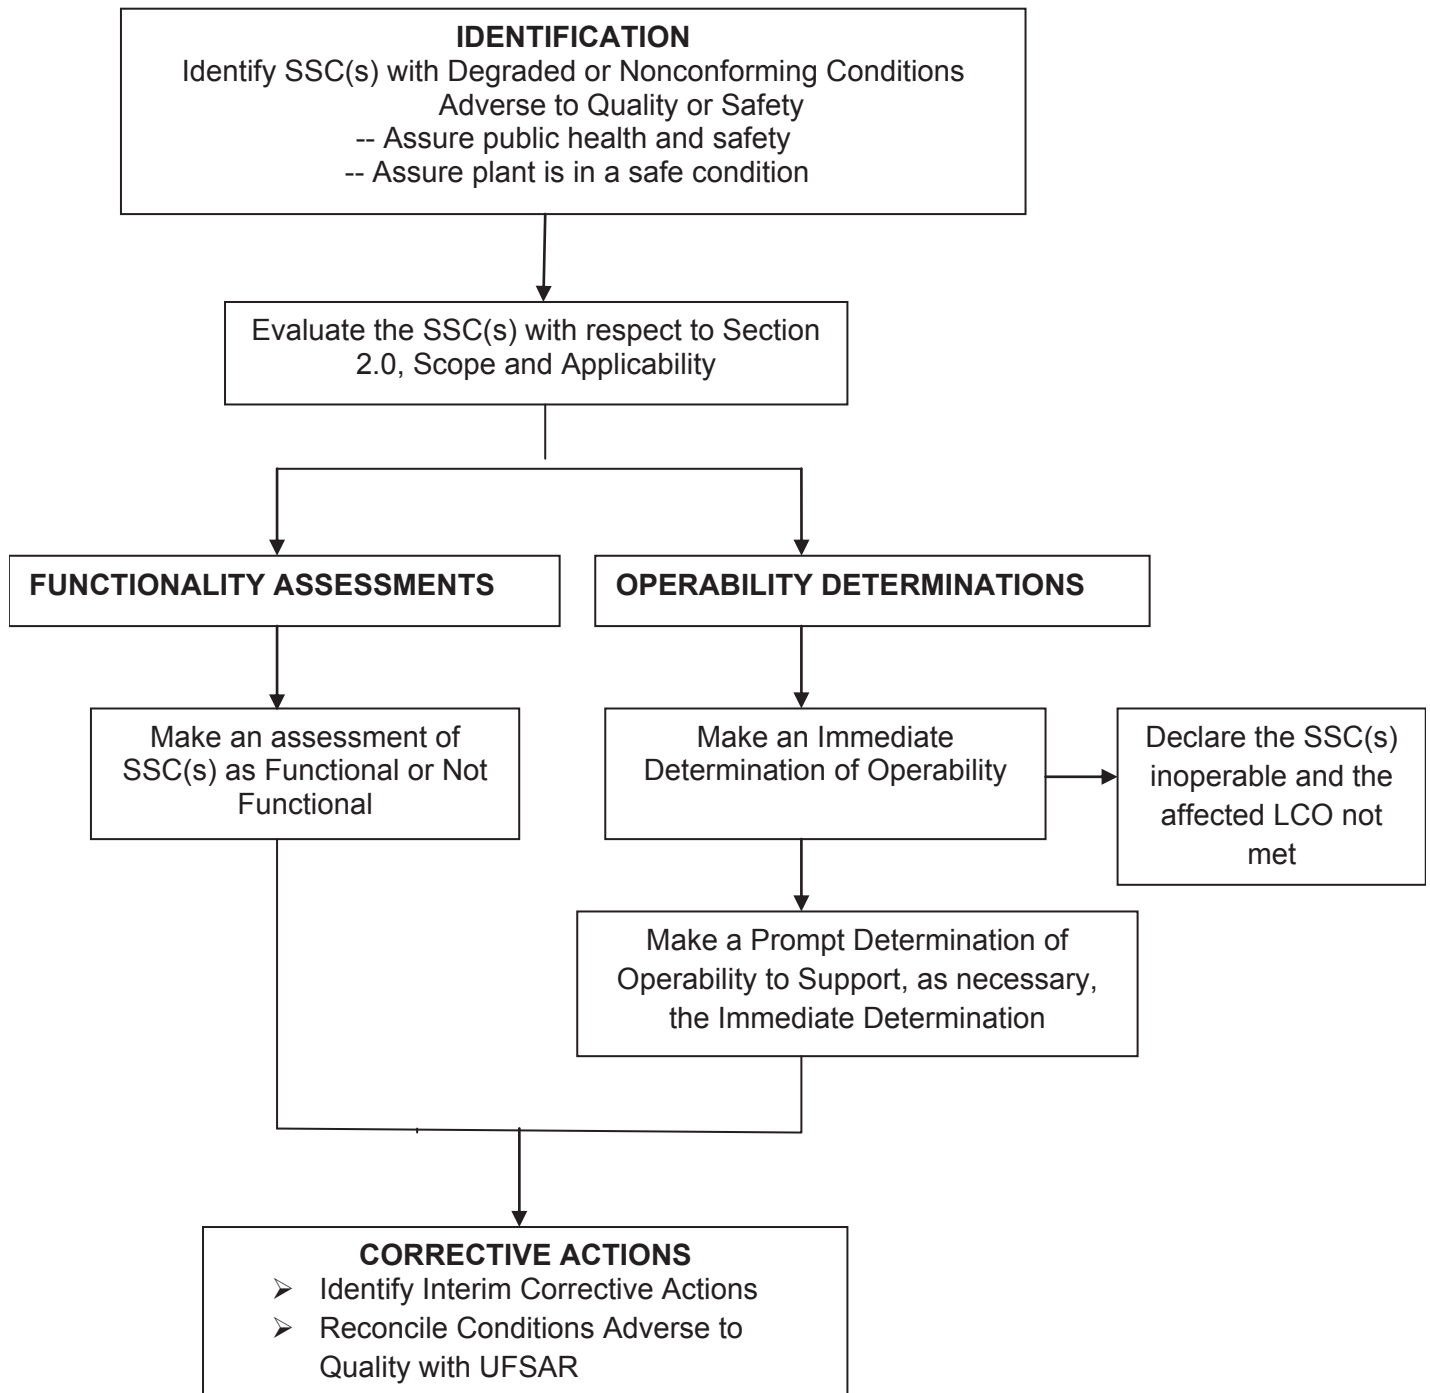 IDENTIFICATION
Identify SSC(s) with Degraded or Nonconforming Conditions
Adverse to Quality or Safety
-- Assure public health and safety
-- Assure plant is in a safe condition
Evaluate the SSC(s) with respect to Section
2.0, Scope and Applicability
FUNCTIONALITY ASSESSMENTS
OPERABILITY DETERMINATIONS
Make an assessment of
SSC(s) as Functional or Not
Functional
Make an Immediate
Determination of Operability
Declare the SSC(s)
inoperable and the
affected LCO not
met
Make a Prompt Determination of
Operability to Support, as necessary,
the Immediate Determination
CORRECTIVE ACTIONS
➢ Identify Interim Corrective Actions
➢ Reconcile Conditions Adverse to
Quality with UFSAR